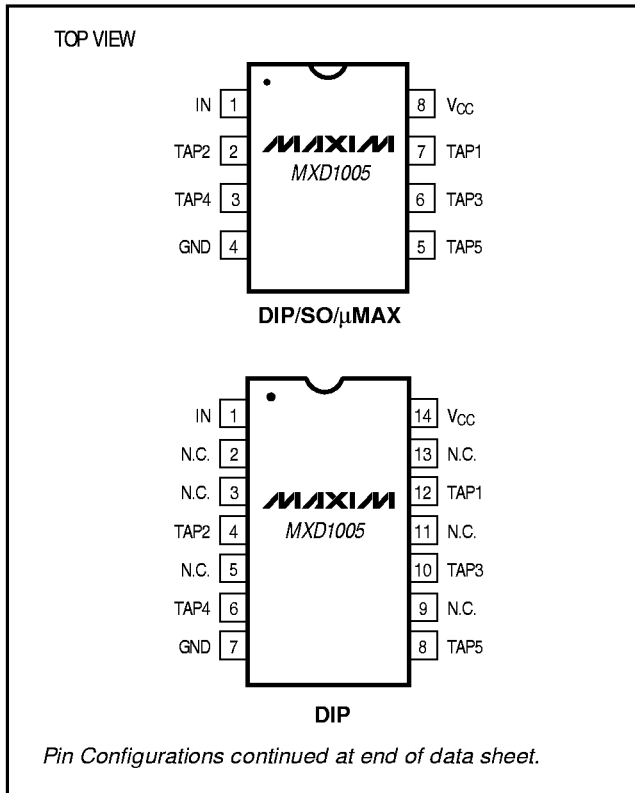 TOP VIEW
IN 1 8 VCC
TAP2 2 MAXIM 7 TAP1
MXD1005
TAP4 3 6 TAP3
GND 4 5 TAP5
DIP/SO/µMAX
IN 1 14 VCC
N.C. 2 13 N.C.
N.C. 3 MAXIM 12 TAP1
TAP2 4 MXD1005 11 N.C.
N.C. 5 10 TAP3
TAP4 6 9 N.C.
GND 7 8 TAP5
DIP
Pin Configurations continued at end of data sheet.